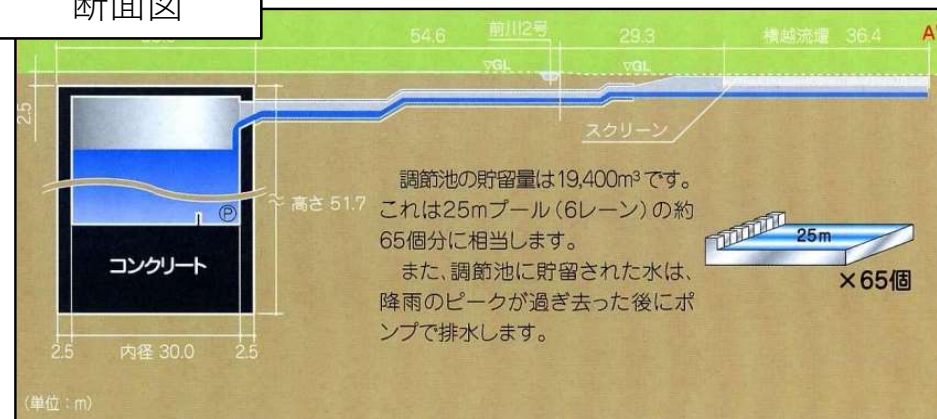 断面図
54.6
前川2号
29.3
横越流堰 36.4
A'
▽GL
▽GL
2.5
スクリーン
高さ 51.7
調節池の貯留量は19,400m³です。
これは25mプール(6レーン)の約
65個分に相当します。
また、調節池に貯留された水は、
降雨のピークが過ぎ去った後にポ
ンプで排水します。
25m
×65個
P
コンクリート
2.5
内径 30.0
2.5
(単位:m)